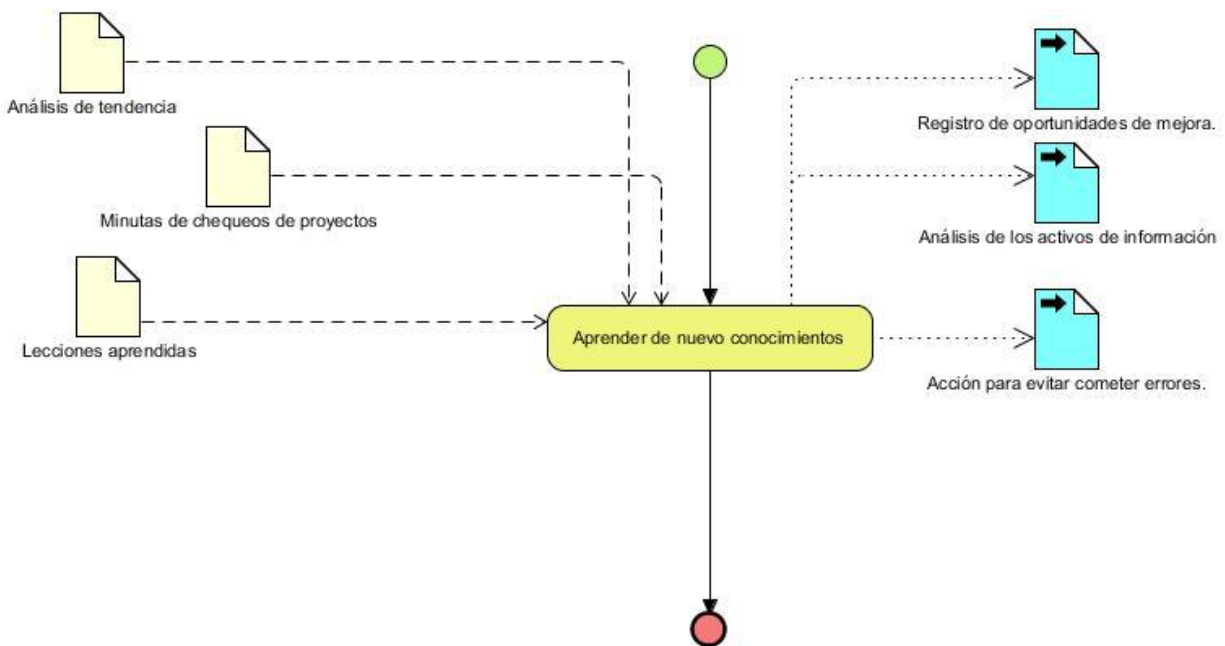 Análisis de tendencia
Minutas de chequeos de proyectos
Lecciones aprendidas
Aprender de nuevo conocimientos
Registro de oportunidades de mejora.
Análisis de los activos de información
Acción para evitar cometer errores.